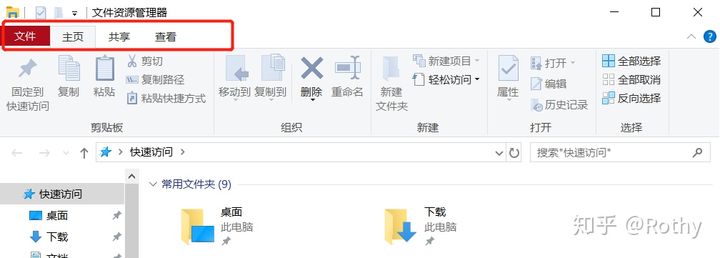 文件资源管理器
文件 主页 共享 查看
固定到快速访问 复制 粘贴 剪切 复制路径 粘贴快捷方式 移动到 复制到 删除 重命名 新建文件夹 新建项目 轻松访问 属性 打开 编辑 历史记录 全部选择 全部取消 反向选择
剪贴板 组织 新建 打开 选择
快速访问 搜索"快速访问"
快速访问 常用文件夹 (9)
桌面 桌面 下载
此电脑 此电脑
下载
文档
知乎 @Rothy